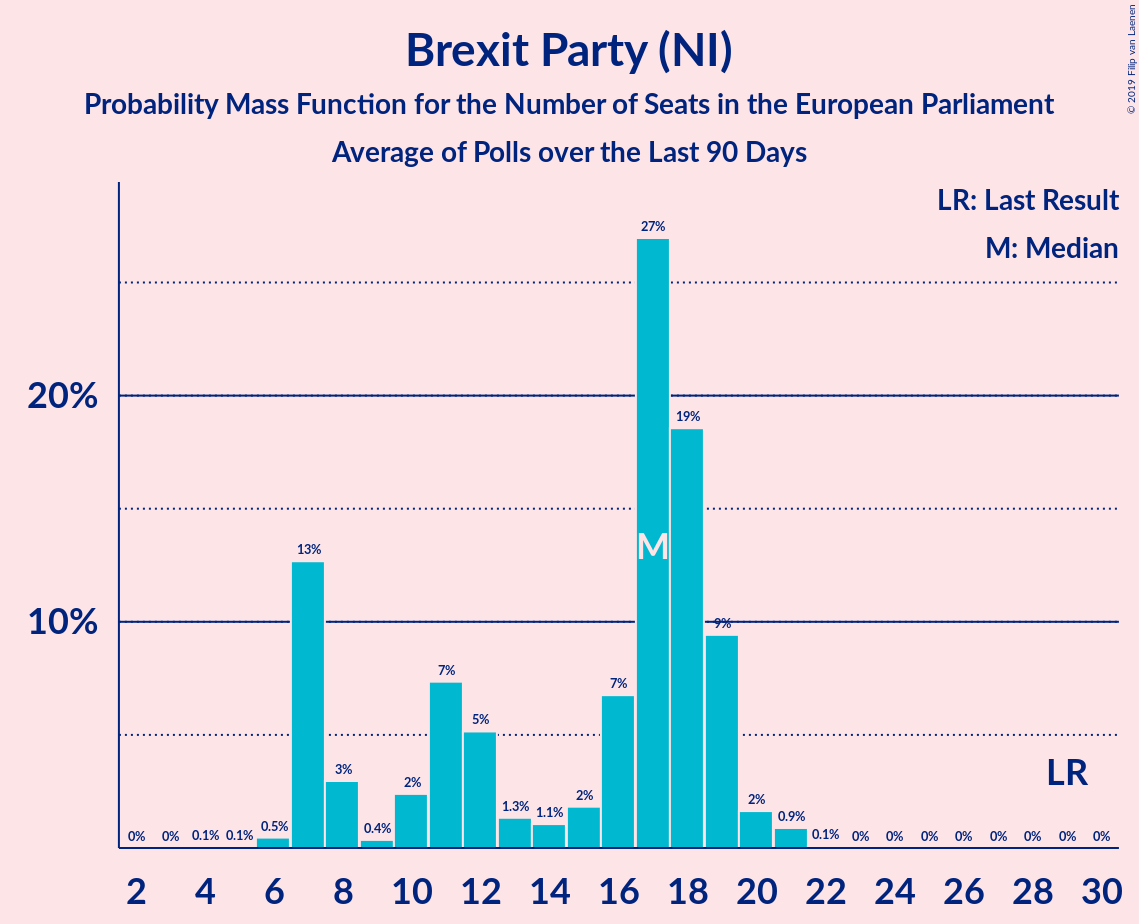 © 2019 Filip van Laenen
Brexit Party (NI)
Probability Mass Function for the Number of Seats in the European Parliament
Average of Polls over the Last 90 Days
LR: Last Result
M: Median
27%
20%
19%
M
13%
10%
9%
7%
7%
5%
LR
3%
2%
2%
2%
1.3%
1.1%
0.9%
0% 0% 0.1% 0.1% 0.5% 0.4% 0.1% 0% 0% 0% 0% 0% 0% 0% 0%
2 4 6 8 10 12 14 16 18 20 22 24 26 28 30